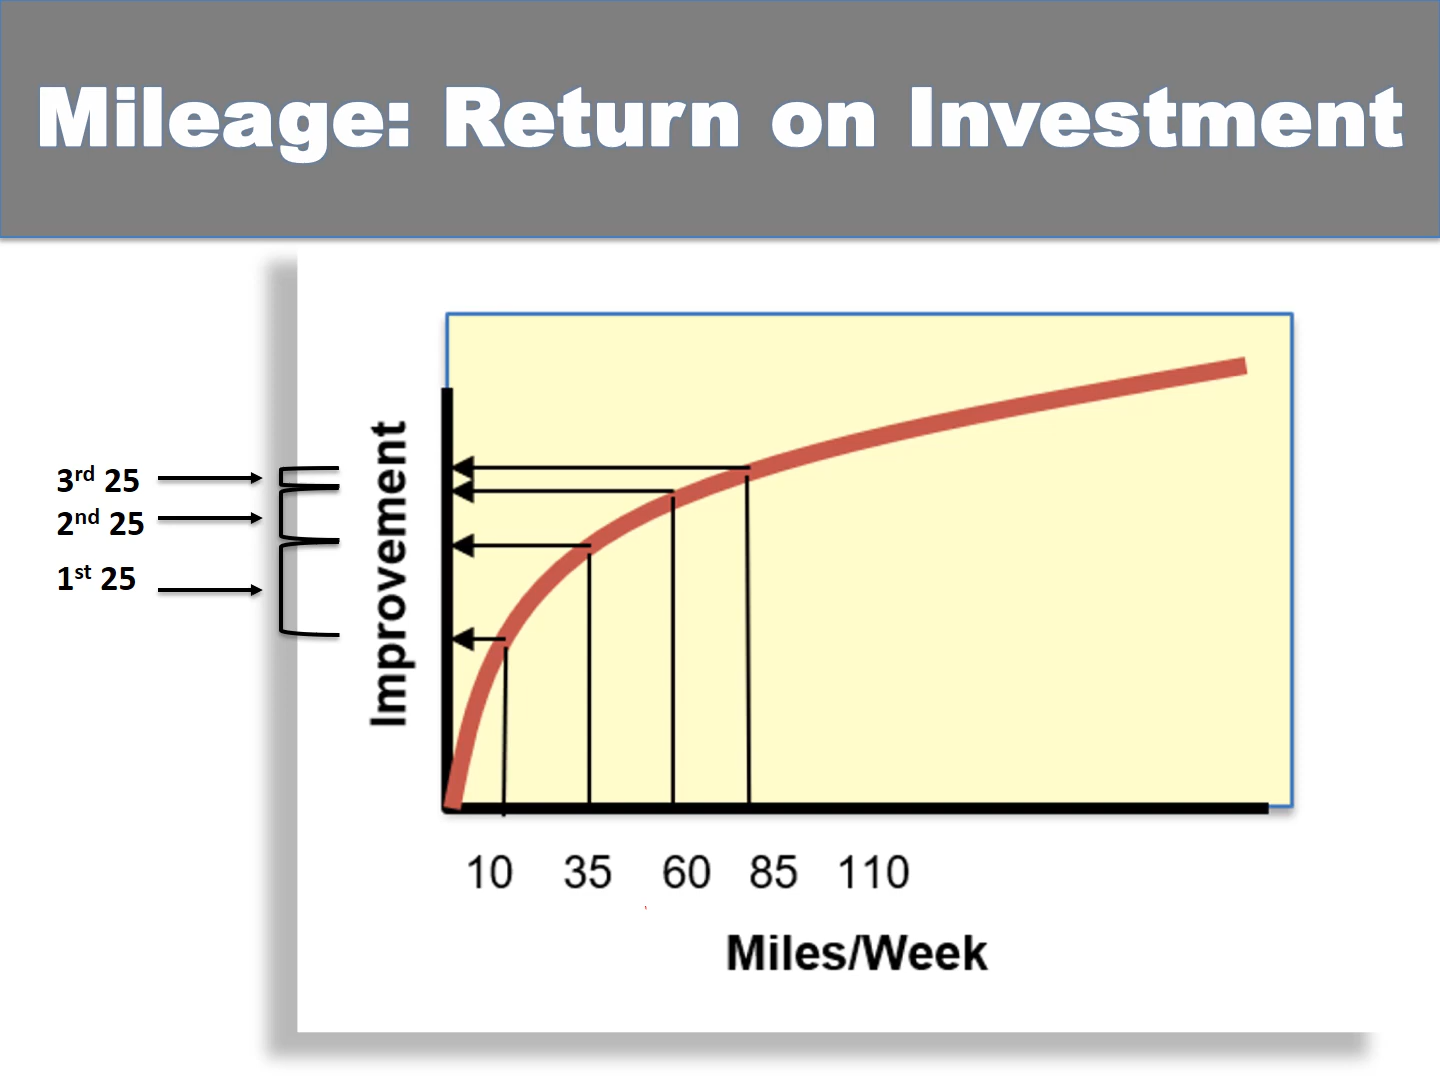 Mileage: Return on Investment
3rd 25
2nd 25
1st 25
Improvement
10 35 60 85 110
Miles/Week